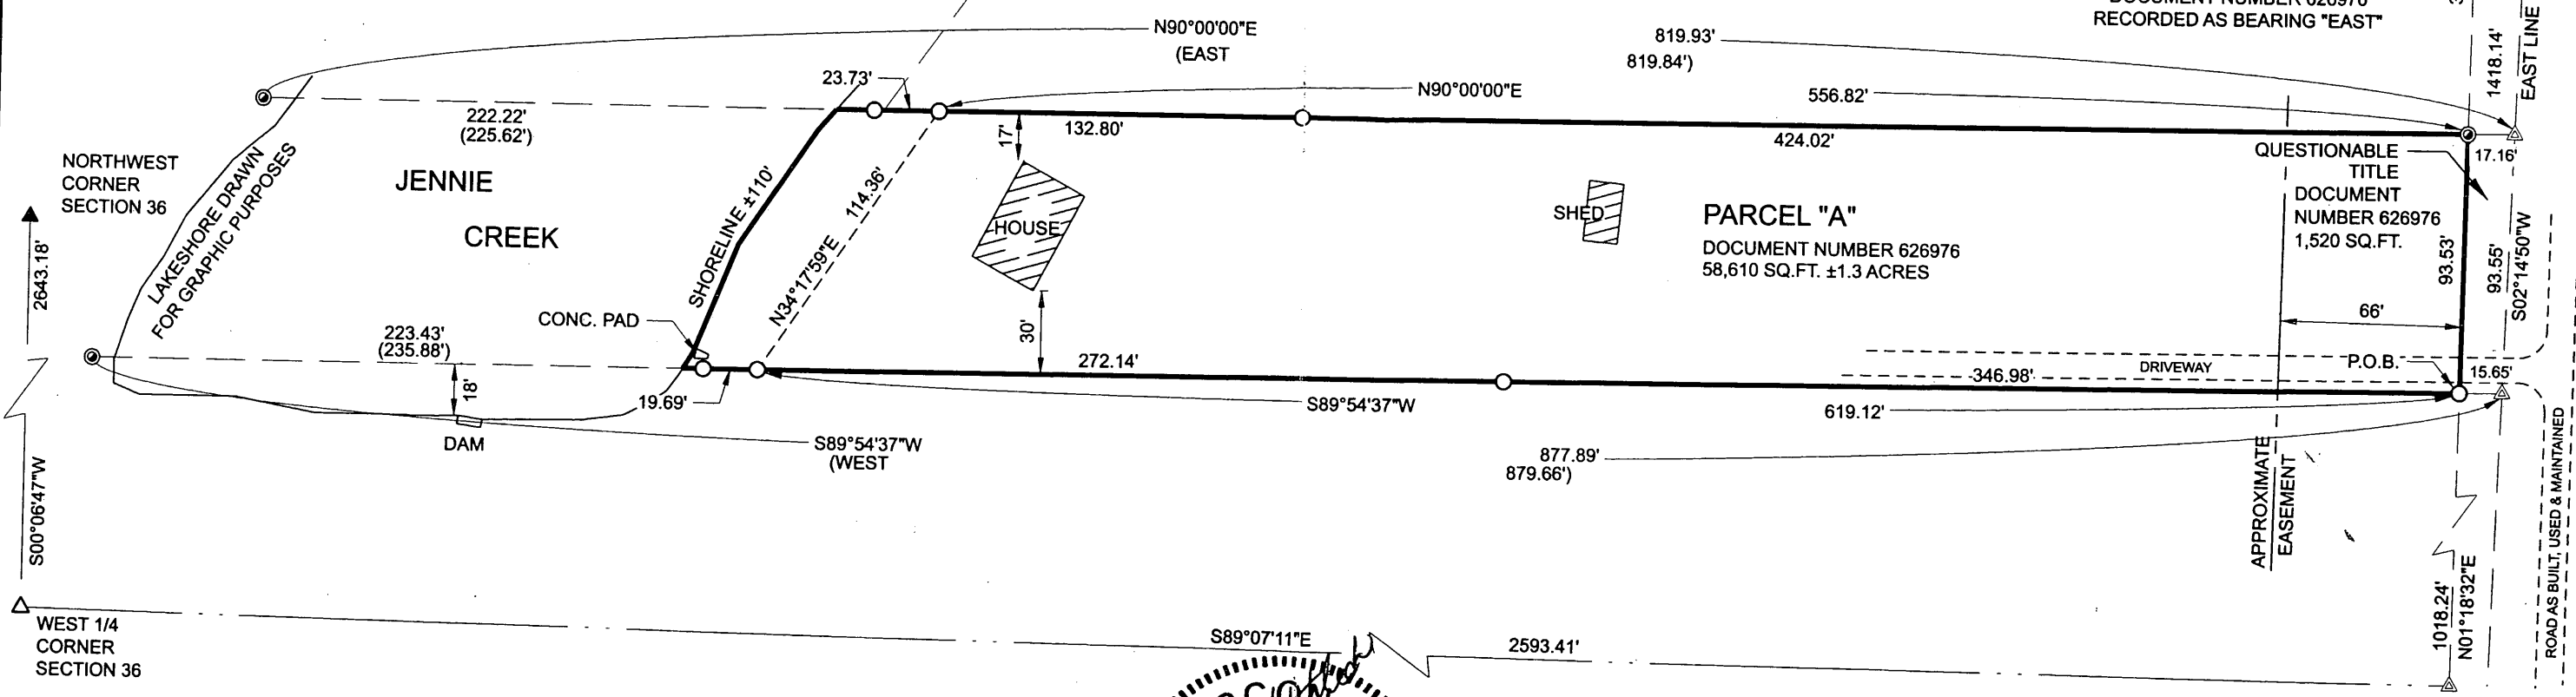 DOCUMENT NUMBER 626976
RECORDED AS BEARING "EAST"
N90°00'00"E
(EAST
819.93'
819.84')
1418.14'
EAST LINE
23.73'
N90°00'00"E
556.82'
222.22'
(225.62')
17'
132.80'
424.02'
17.16'
QUESTIONABLE
TITLE
DOCUMENT
NUMBER 626976
1,520 SQ.FT.
NORTHWEST
CORNER
SECTION 36
LAKESHORE DRAWN
FOR GRAPHIC PURPOSES
JENNIE
CREEK
SHORELINE ±110'
114.36'
N34°17'59"E
HOUSE
SHED
PARCEL "A"
DOCUMENT NUMBER 626976
58,610 SQ.FT. ±1.3 ACRES
93.53'
93.55'
S02°14'50"W
2643.18'
CONC. PAD
223.43'
(235.88')
18'
30'
272.14'
66'
P.O.B.
15.65'
DRIVEWAY
346.98'
19.69'
S89°54'37"W
619.12'
DAM
S89°54'37"W
(WEST
877.89'
879.66')
APPROXIMATE
EASEMENT
S00°06'47"W
WEST 1/4
CORNER
SECTION 36
S89°07'11"E
2593.41'
1018.24'
N01°18'32"E
ROAD AS BUILT, USED & MAINTAINED